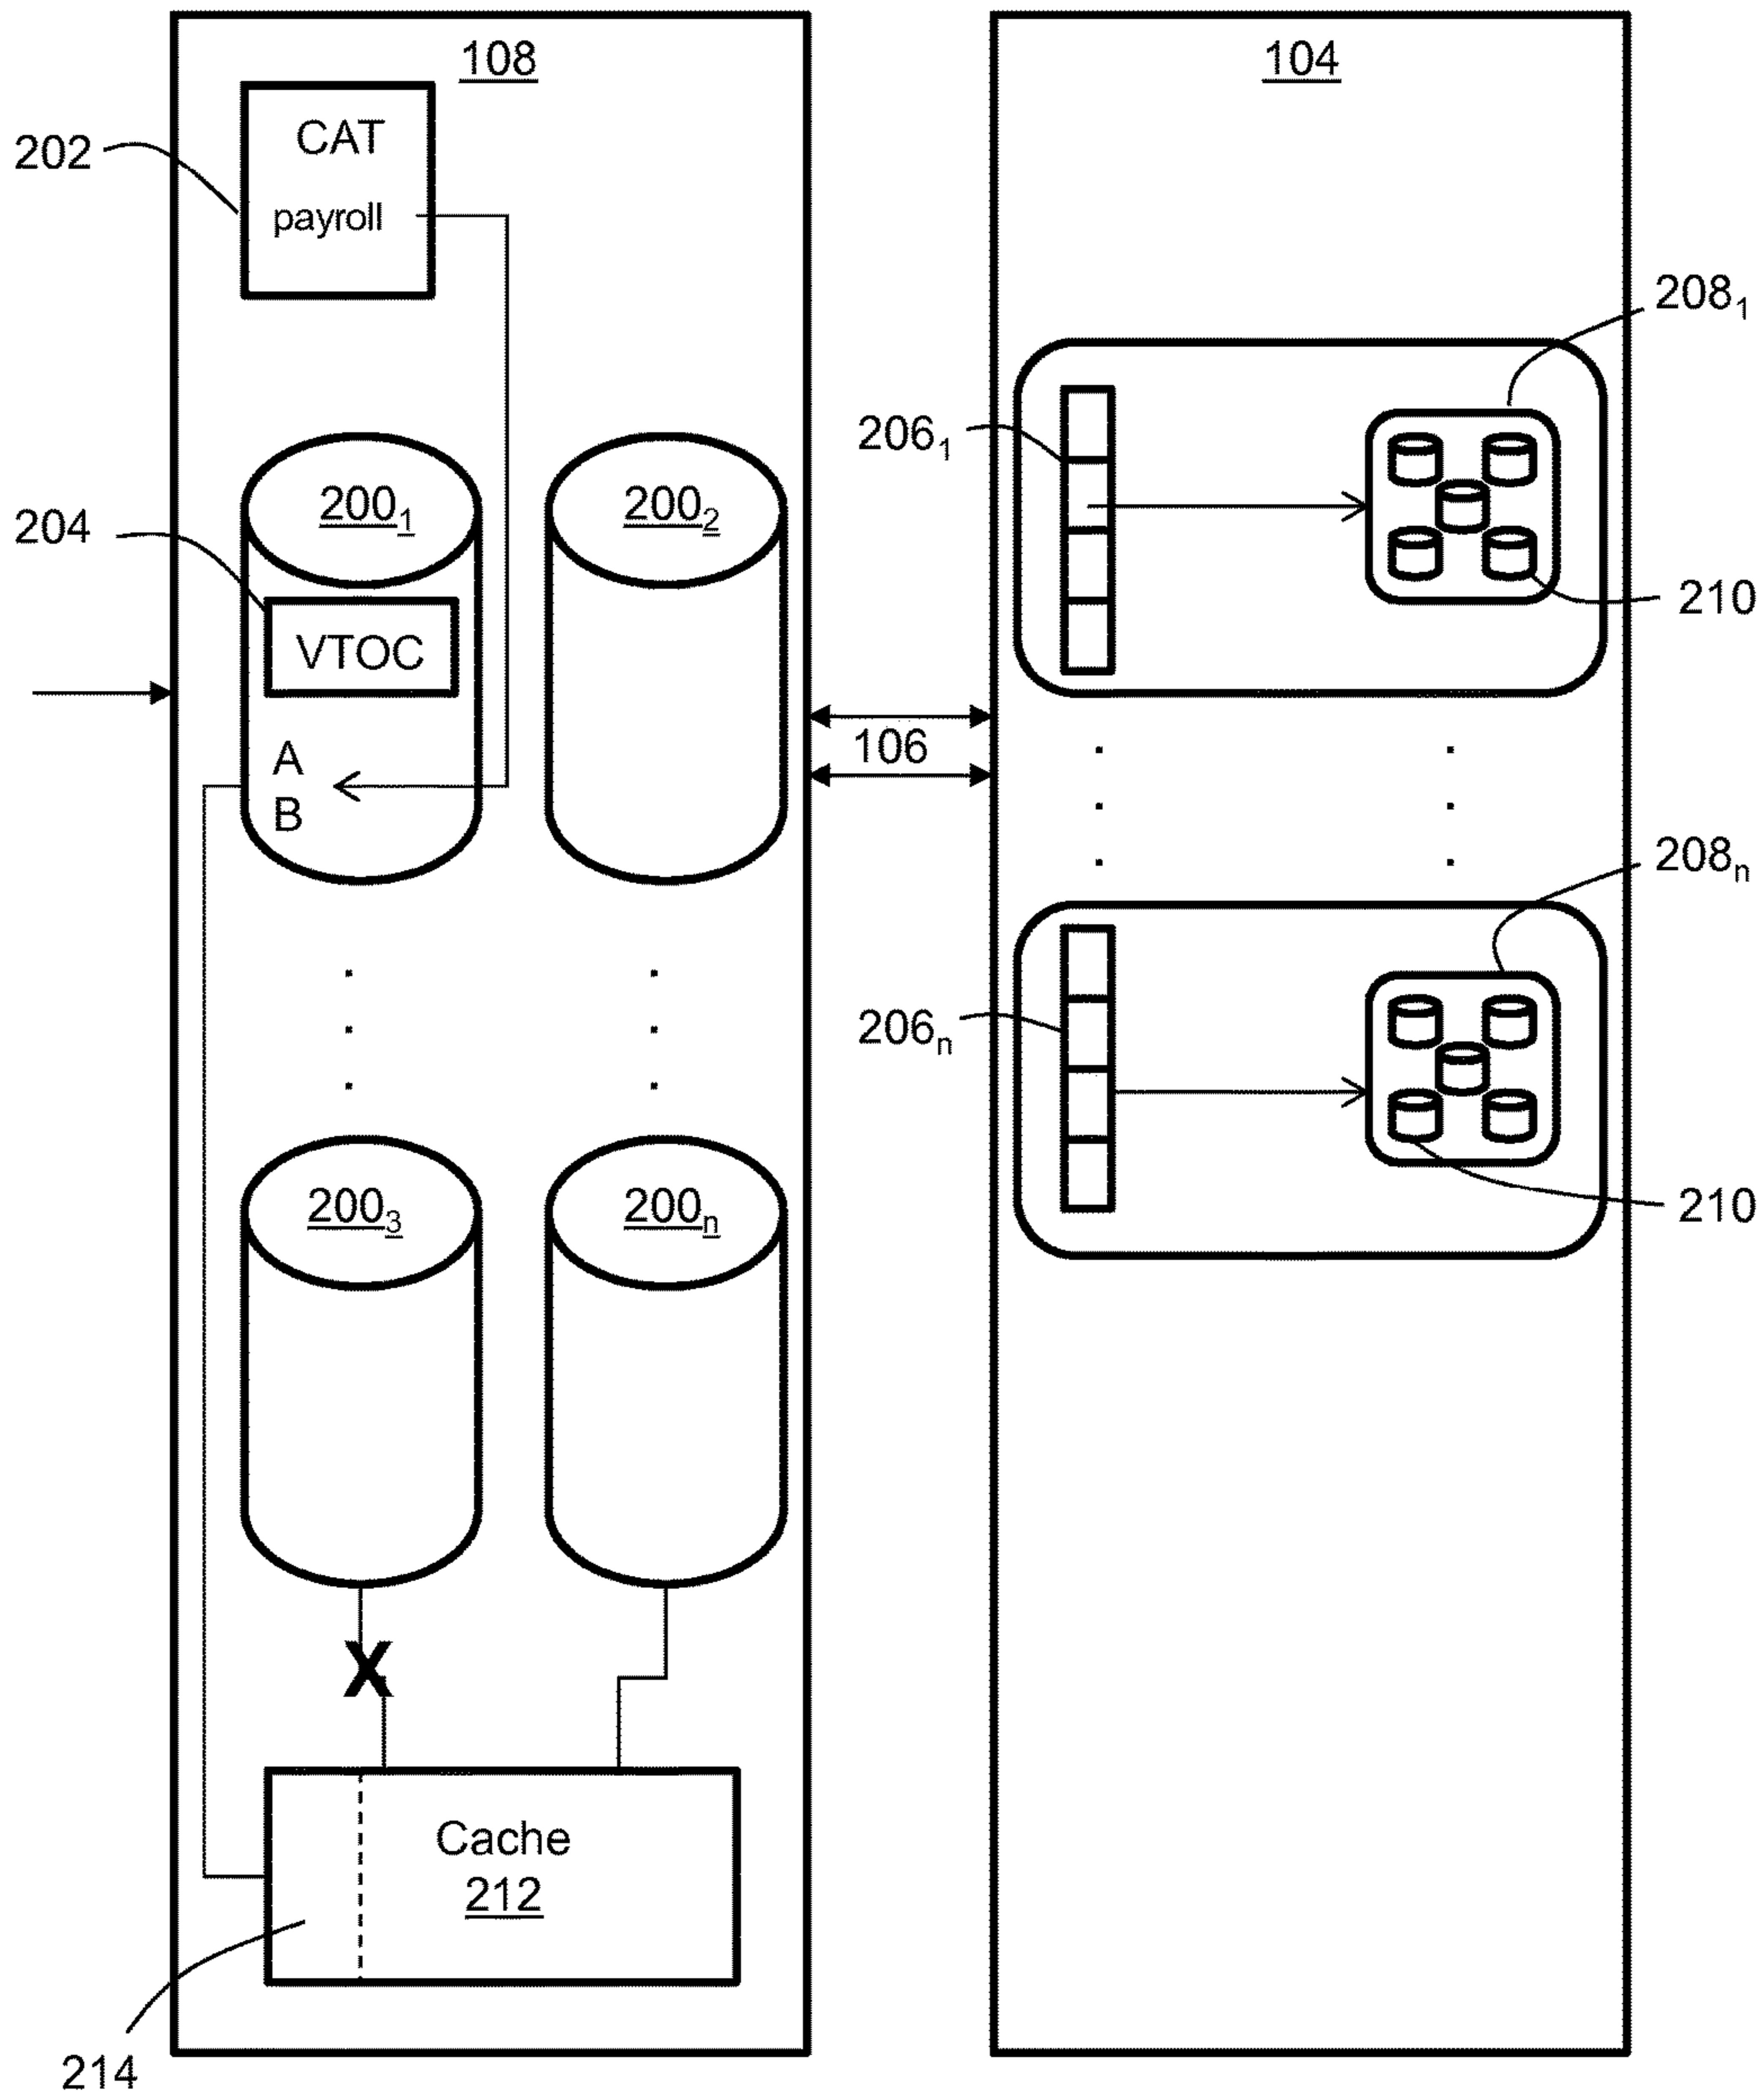 108
104
CAT
202
payroll
208₁
206₁
200₁
200₂
204
210
VTOC
A
106
B
208ₙ
206ₙ
200₃
200ₙ
210
X
Cache
212
214